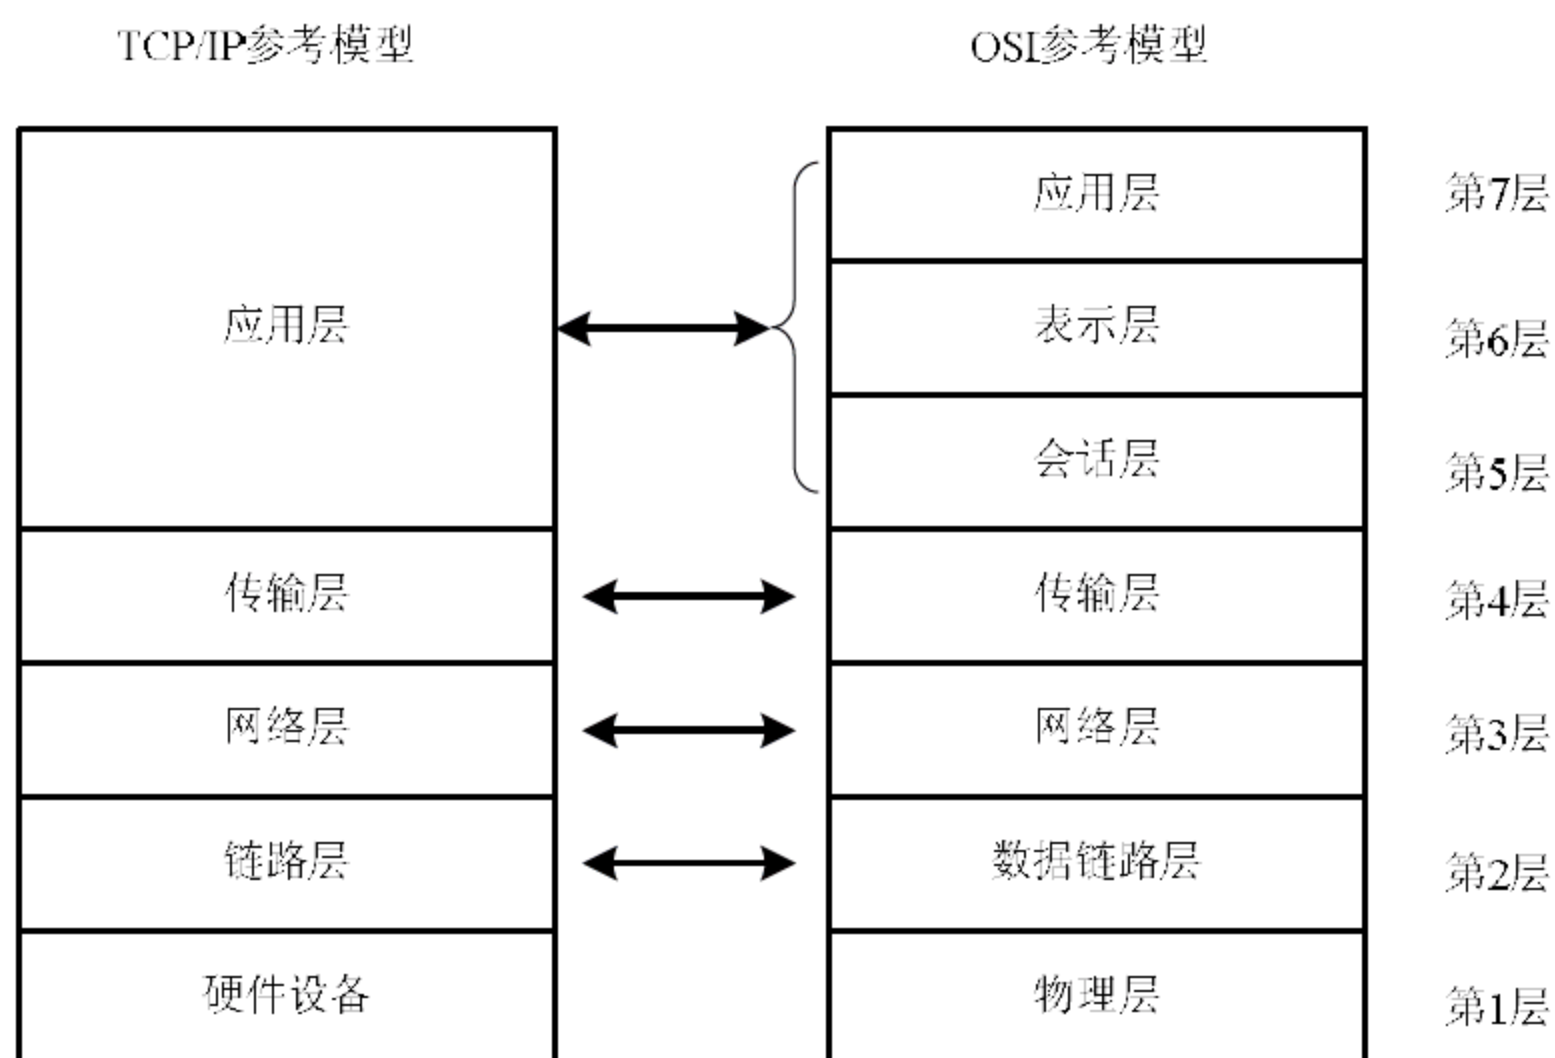 TCP/IP参考模型
OSI参考模型
应用层
传输层
网络层
链路层
硬件设备
应用层
表示层
会话层
传输层
网络层
数据链路层
物理层
第7层
第6层
第5层
第4层
第3层
第2层
第1层